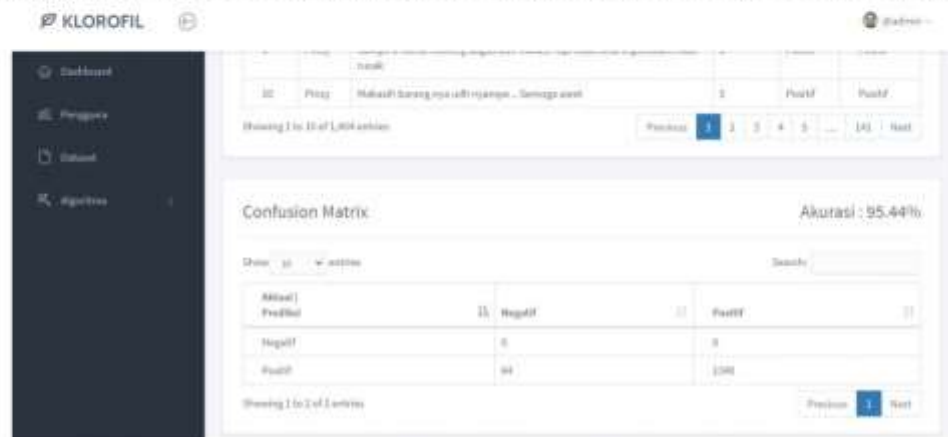 KLOROFIL
Dashboard
Pengguna
Dataset
Algoritma
rusak
10 Proxy Makasih barang nya udh nyampe .. Semoga awet 5 Positif Positif
Showing 1 to 10 of 1,404 entries
Previous 1 2 3 4 5 ... 141 Next
Confusion Matrix
Akurasi : 95.44%
Show 10 entries
Search:
Aktual |
Prediksi Negatif Positif
Negatif 0 0
Positif 64 1340
Showing 1 to 2 of 2 entries
Previous 1 Next